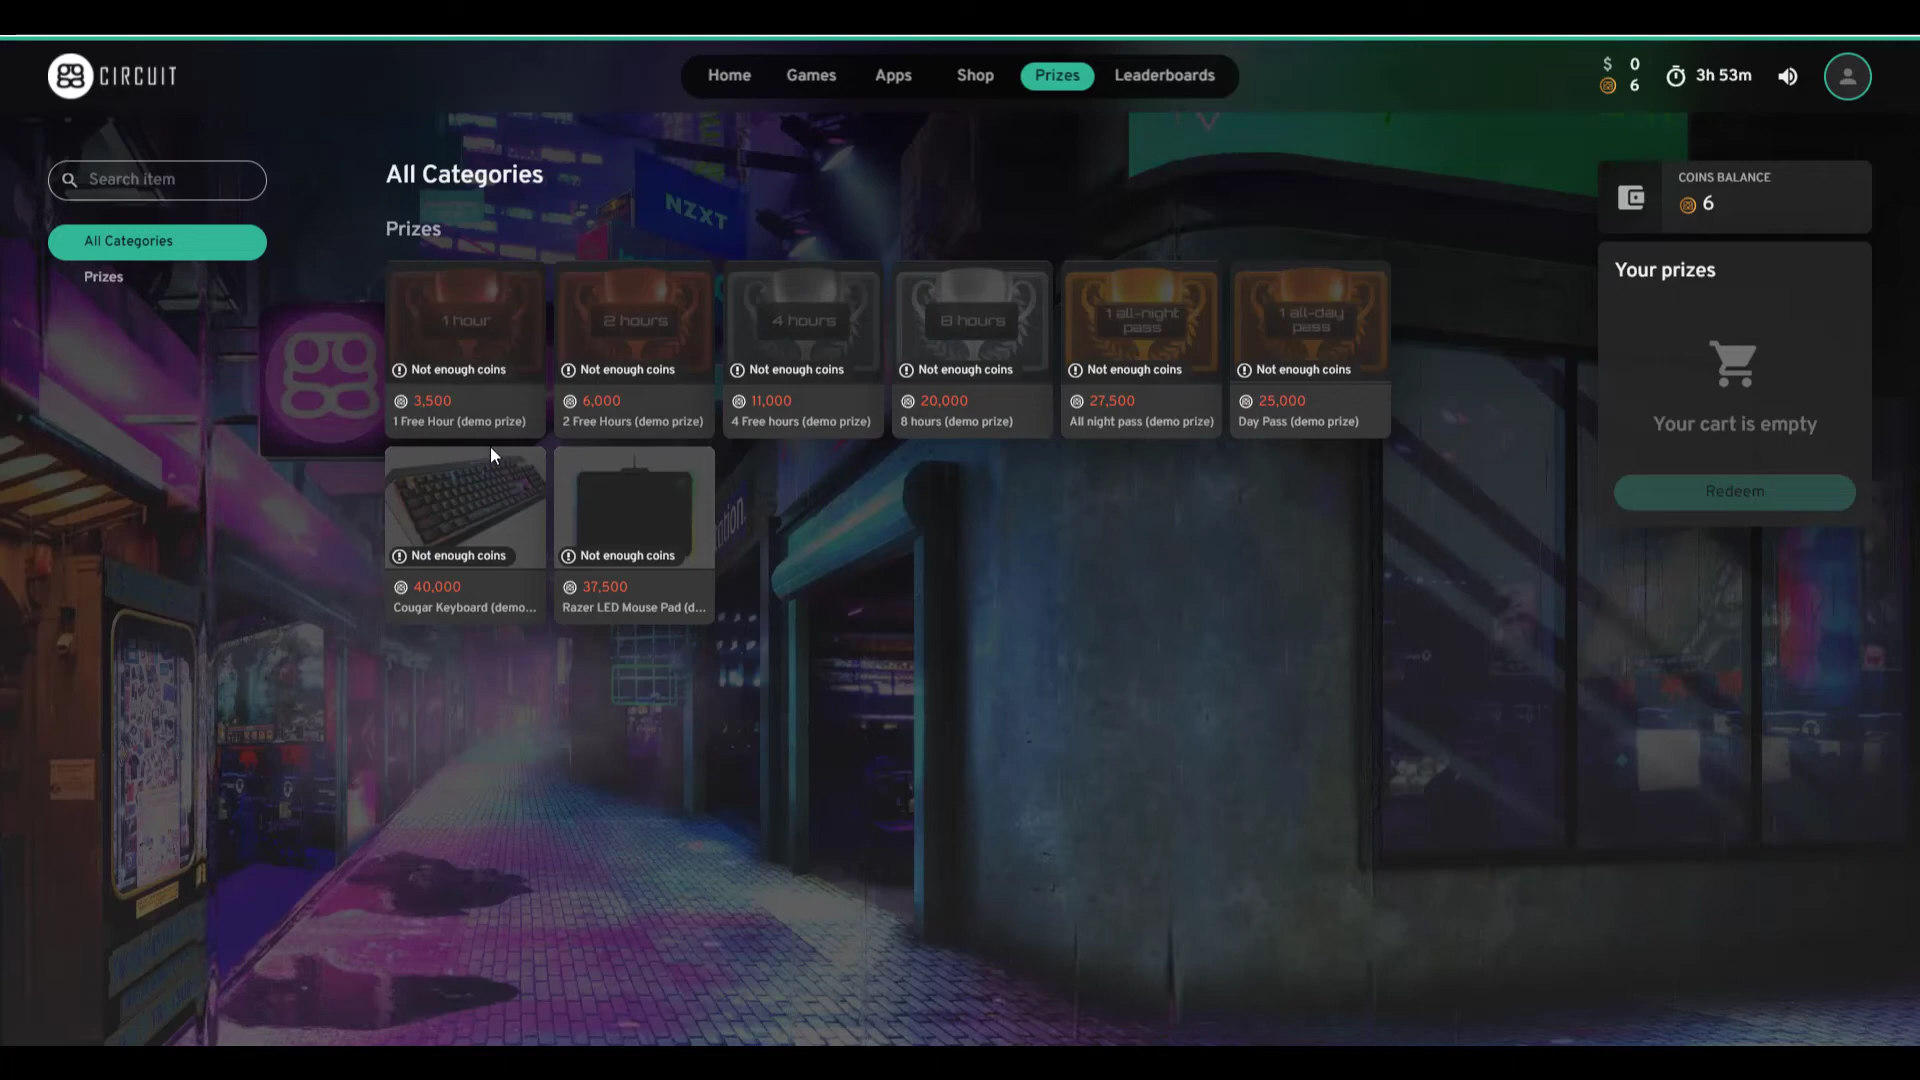 CIRCUIT
Home
Games
Apps
Shop
Prizes
Leaderboards
$ 0
6
3h 53m
Search item
All Categories
Prizes
All Categories
Prizes
NZXT
1 hour
Not enough coins
3,500
1 Free Hour (demo prize)
2 hours
Not enough coins
6,000
2 Free Hours (demo prize)
4 hours
Not enough coins
11,000
4 Free hours (demo prize)
8 hours
Not enough coins
20,000
8 hours (demo prize)
1 all-night
pass
Not enough coins
27,500
All night pass (demo prize)
1 all-day
pass
Not enough coins
25,000
Day Pass (demo prize)
Not enough coins
40,000
Cougar Keyboard (demo...
Not enough coins
37,500
Razer LED Mouse Pad (d...
COINS BALANCE
6
Your prizes
Your cart is empty
Redeem